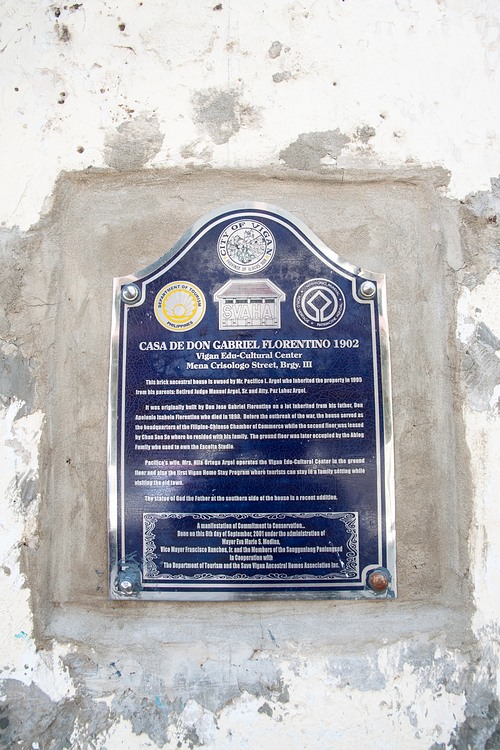 CITY OF VIGAN
DEPARTMENT OF TOURISM
PHILIPPINES
SVAHAI
CASA DE DON GABRIEL FLORENTINO 1902
Vigan Edu-Cultural Center
Mena Crisologo Street, Brgy. III
This brick ancestral house is owned by Mr. Pacifico L. Argel who inherited the property in 1995
from his parents: Retired Judge Manuel Argel, Sr. and Atty. Paz Lahoz Argel.
It was originally built by Don Jose Gabriel Florentino on a lot inherited from his father, Don
Apolonio Isabelo Florentino who died in 1893. Before the outbreak of the war, the house served as
the headquarters of the Filipino-Chinese Chamber of Commerce while the second floor was leased
by Chan Sao So where he resided with his family. The ground floor was later occupied by the Ablog
Family who used to own the Escolta Studio.
Pacifico's wife, Mrs. Nila Ortega Argel operates the Vigan Edu-Cultural Center in the ground
floor and also the first Vigan Home Stay Program where tourists can stay in a family setting while
visiting the old town.
The statue of God the Father at the southern side of the house is a recent addition.
A manifestation of Commitment to Conservation...
Done on this 8th day of September, 2001 under the administration of
Mayor Eva Marie S. Medina,
Vice Mayor Francisco Ranches, Jr. and the Members of the Sangguniang Panlungsod
In Cooperation with
The Department of Tourism and the Save Vigan Ancestral Homes Association Inc.